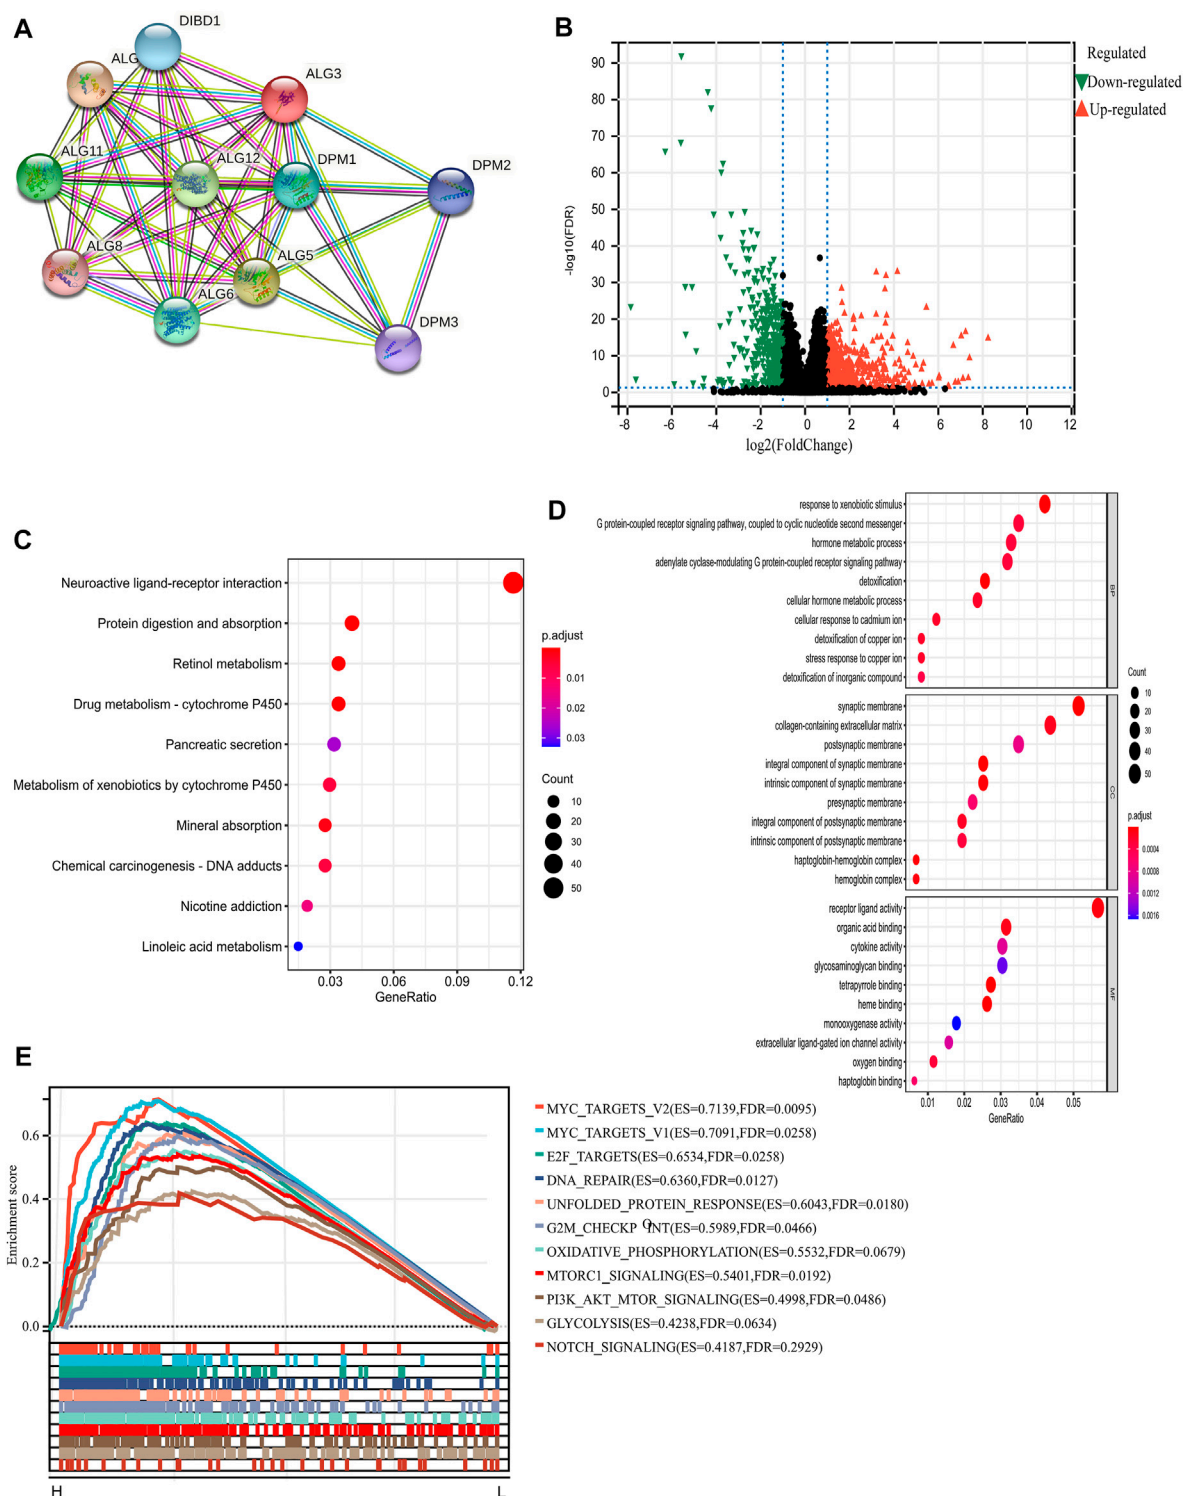 A
DIBD1
ALG
ALG3
ALG11
ALG12
DPM1
DPM2
ALG8
ALG5
ALG6
DPM3
B
Regulated
Down-regulated
Up-regulated
90
80
70
60
50
40
30
20
10
0
-log10(FDR)
-8 -6 -4 -2 0 2 4 6 8 10 12
log2(FoldChange)
C
Neuroactive ligand-receptor interaction
Protein digestion and absorption
Retinol metabolism
Drug metabolism - cytochrome P450
Pancreatic secretion
Metabolism of xenobiotics by cytochrome P450
Mineral absorption
Chemical carcinogenesis - DNA adducts
Nicotine addiction
Linoleic acid metabolism
0.03 0.06 0.09 0.12
GeneRatio
p.adjust
0.01
0.02
0.03
Count
10
20
30
40
50
D
response to xenobiotic stimulus
G protein-coupled receptor signaling pathway, coupled to cyclic nucleotide second messenger
hormone metabolic process
adenylate cyclase-modulating G protein-coupled receptor signaling pathway
detoxification
cellular hormone metabolic process
cellular response to cadmium ion
detoxification of copper ion
stress response to copper ion
detoxification of inorganic compound
BP
synaptic membrane
collagen-containing extracellular matrix
postsynaptic membrane
integral component of synaptic membrane
intrinsic component of synaptic membrane
presynaptic membrane
integral component of postsynaptic membrane
intrinsic component of postsynaptic membrane
haptoglobin-hemoglobin complex
hemoglobin complex
CC
receptor ligand activity
organic acid binding
cytokine activity
glycosaminoglycan binding
tetrapyrrole binding
heme binding
monooxygenase activity
extracellular ligand-gated ion channel activity
oxygen binding
haptoglobin binding
MF
0.01 0.02 0.03 0.04 0.05
GeneRatio
Count
10
20
30
40
50
p.adjust
0.0004
0.0008
0.0012
0.0016
E
Enrichment score
0.6
0.4
0.2
0.0
H L
MYC_TARGETS_V2(ES=0.7139,FDR=0.0095)
MYC_TARGETS_V1(ES=0.7091,FDR=0.0258)
E2F_TARGETS(ES=0.6534,FDR=0.0258)
DNA_REPAIR(ES=0.6360,FDR=0.0127)
UNFOLDED_PROTEIN_RESPONSE(ES=0.6043,FDR=0.0180)
G2M_CHECKPOINT(ES=0.5989,FDR=0.0466)
OXIDATIVE_PHOSPHORYLATION(ES=0.5532,FDR=0.0679)
MTORC1_SIGNALING(ES=0.5401,FDR=0.0192)
PI3K_AKT_MTOR_SIGNALING(ES=0.4998,FDR=0.0486)
GLYCOLYSIS(ES=0.4238,FDR=0.0634)
NOTCH_SIGNALING(ES=0.4187,FDR=0.2929)